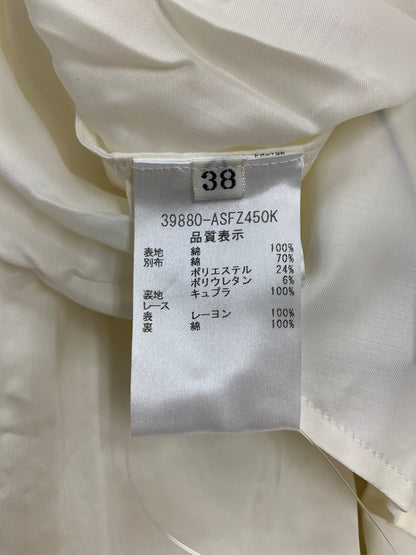 38
39880-ASFZ450K
品質表示
表地 綿 100%
別布 綿 70%
ポリエステル 24%
ポリウレタン 6%
裏地 キュプラ 100%
レース
表 レーヨン 100%
裏 綿 100%